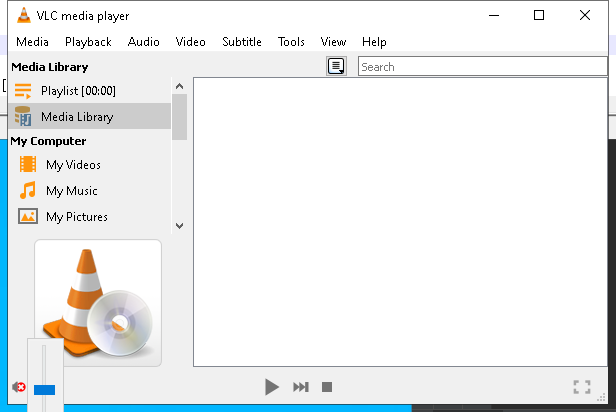 VLC media player
Media Playback Audio Video Subtitle Tools View Help
Media Library
Search
Playlist [00:00]
Media Library
My Computer
My Videos
My Music
My Pictures